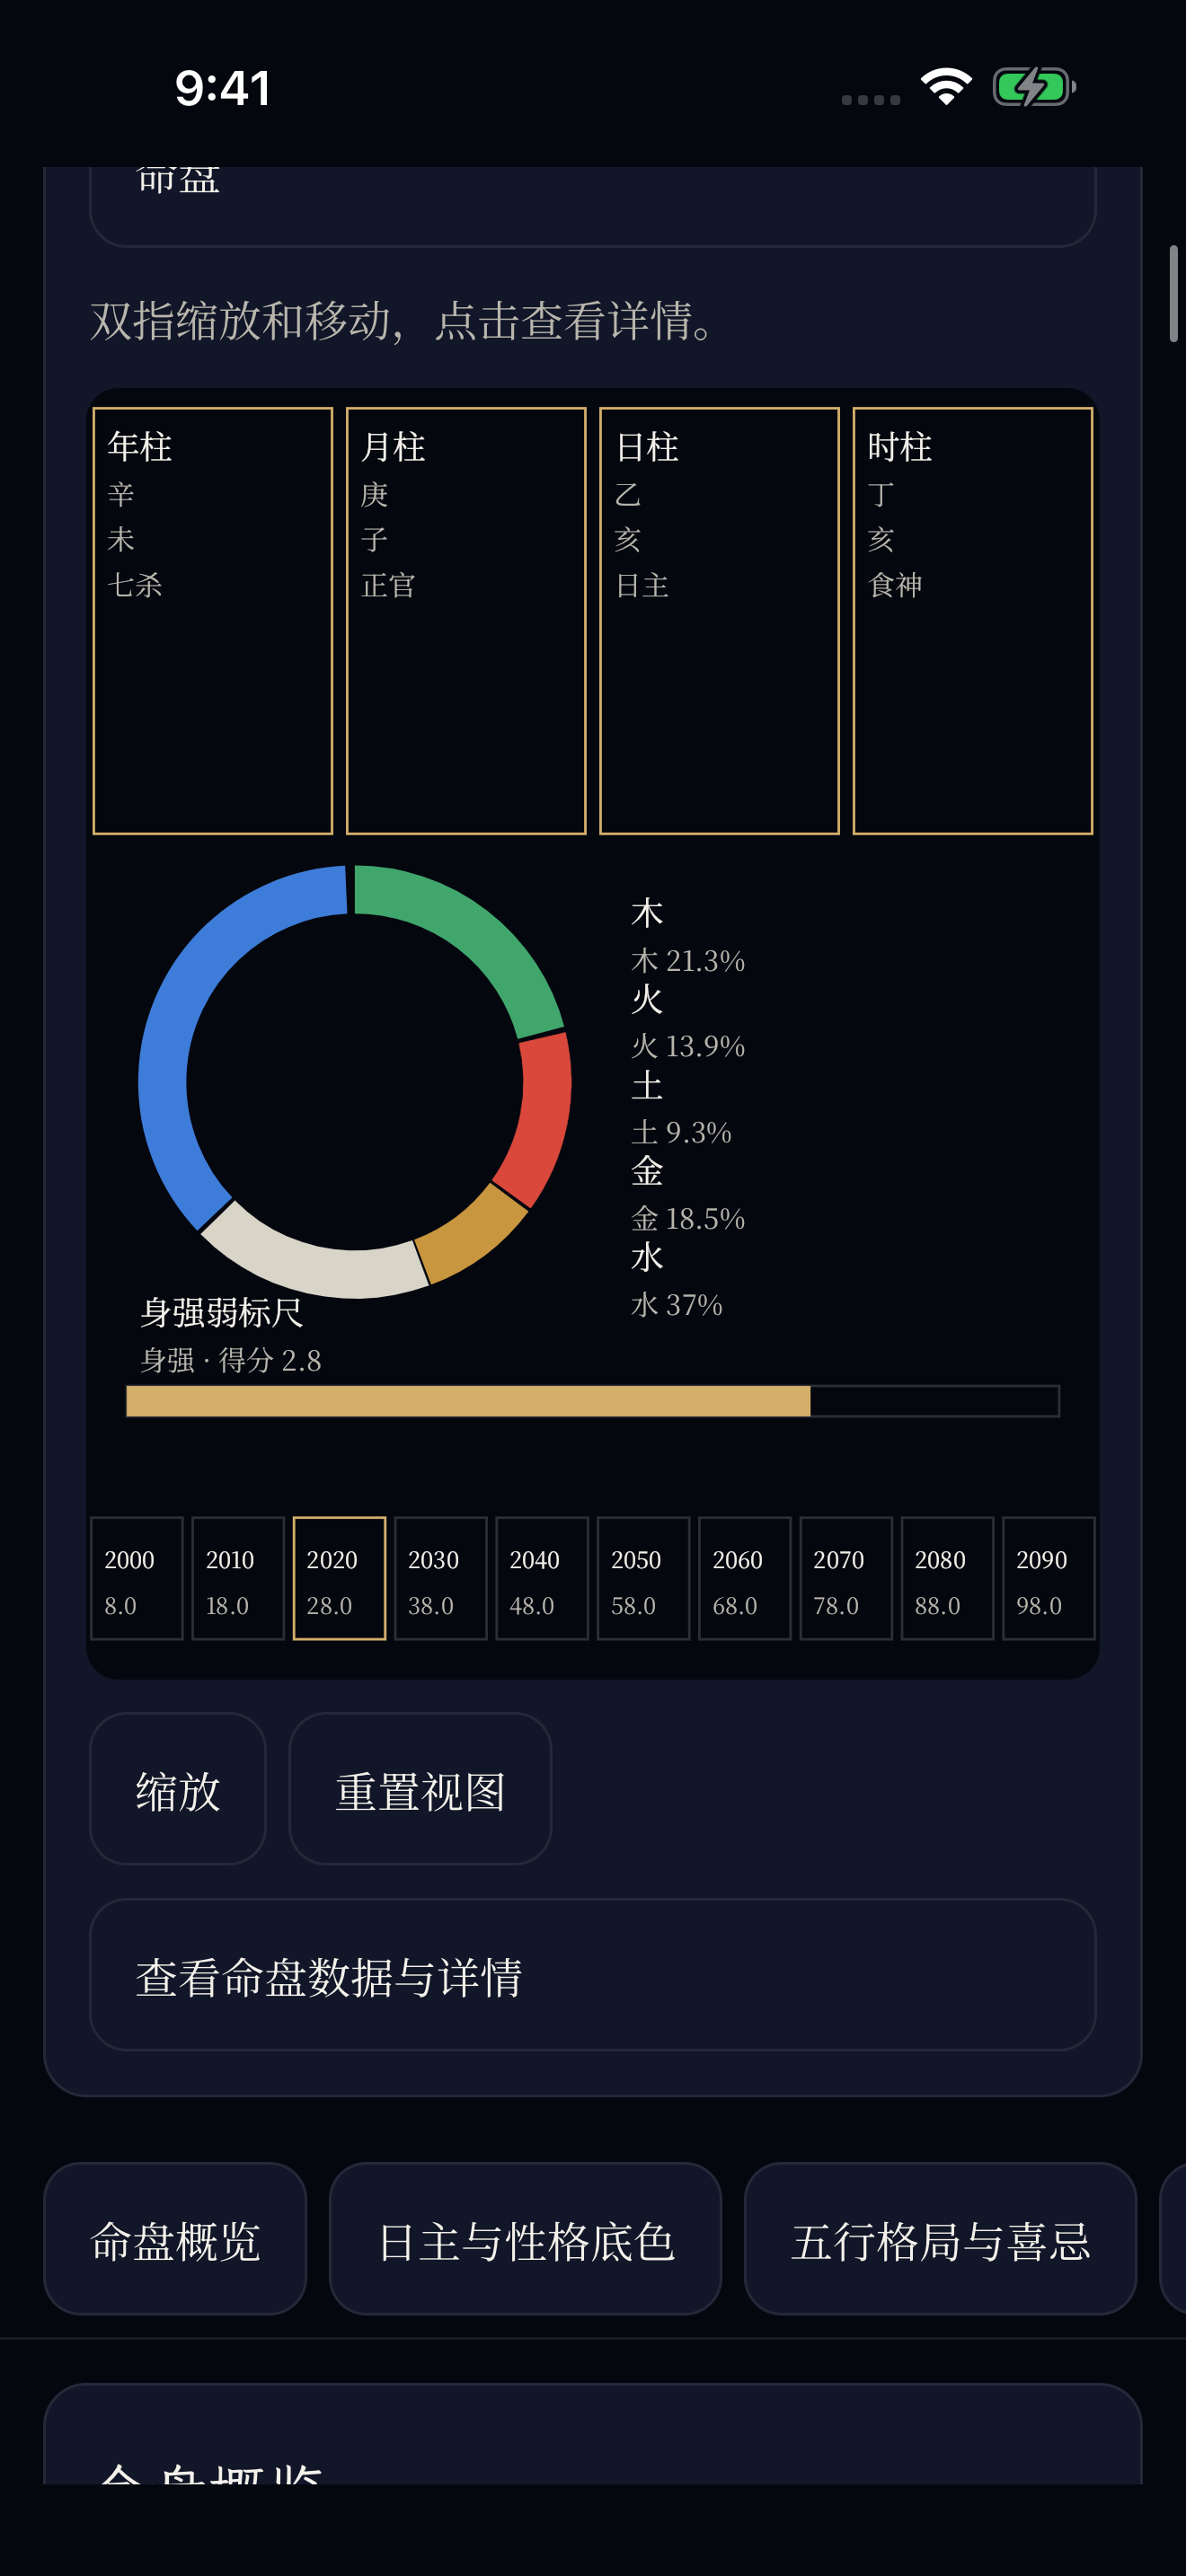 9:41
命盘
双指缩放和移动，点击查看详情。
年柱
辛
未
七杀
月柱
庚
子
正官
日柱
乙
亥
日主
时柱
丁
亥
食神
木
木 21.3%
火
火 13.9%
土
土 9.3%
金
金 18.5%
水
水 37%
身强弱标尺
身强 · 得分 2.8
2000
8.0
2010
18.0
2020
28.0
2030
38.0
2040
48.0
2050
58.0
2060
68.0
2070
78.0
2080
88.0
2090
98.0
缩放
重置视图
查看命盘数据与详情
命盘概览
日主与性格底色
五行格局与喜忌
命盘概览